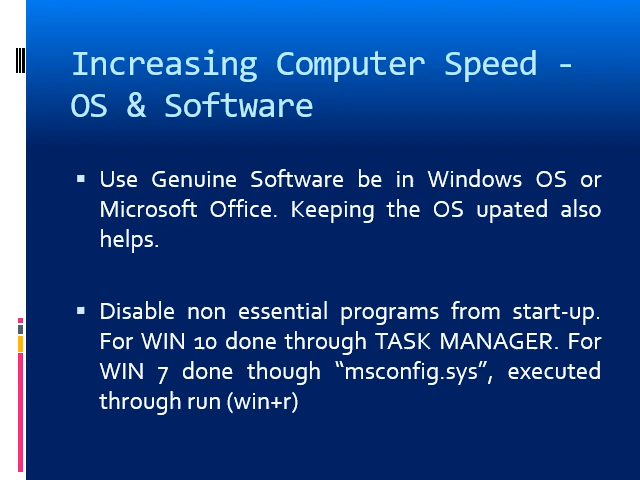 Increasing Computer Speed -
OS & Software
Use Genuine Software be in Windows OS or
Microsoft Office. Keeping the OS upated also
helps.
Disable non essential programs from start-up.
For WIN 10 done through TASK MANAGER. For
WIN 7 done though “msconfig.sys”, executed
through run (win+r)